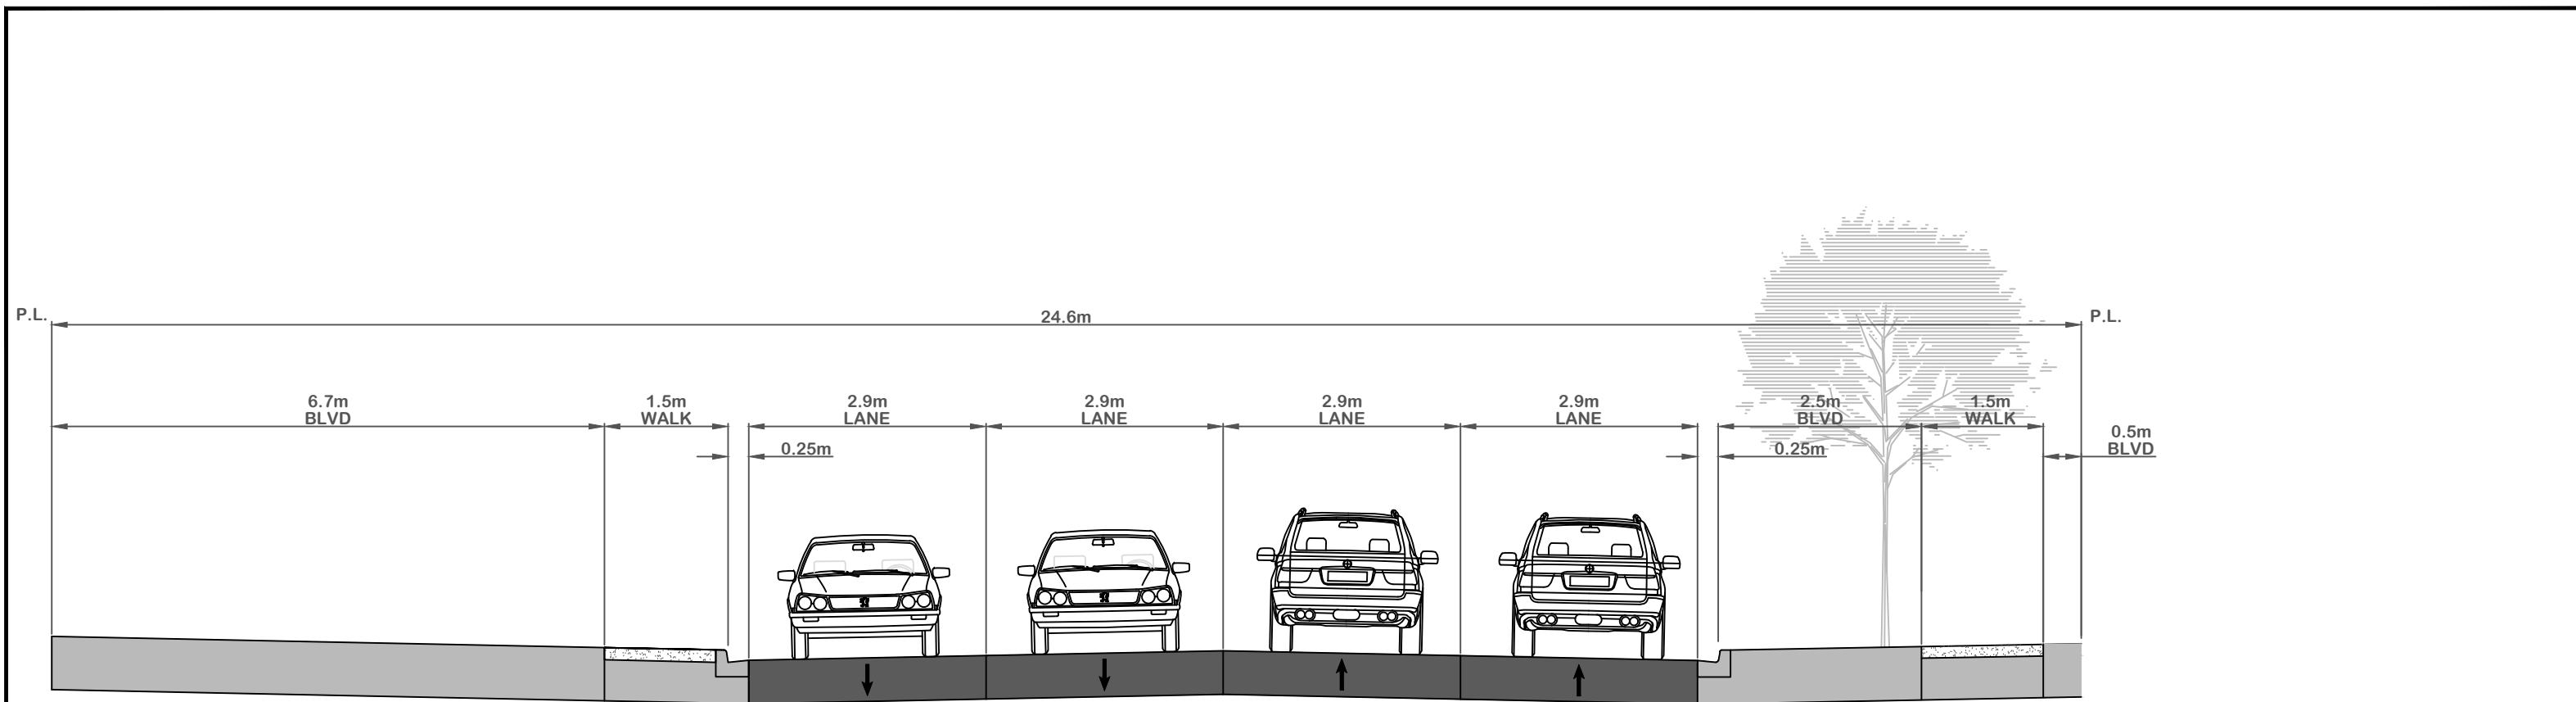 P.L.
24.6m
P.L.
6.7m
BLVD
1.5m
WALK
2.9m
LANE
2.9m
LANE
2.9m
LANE
2.9m
LANE
2.5m
BLVD
1.5m
WALK
0.25m
0.25m
0.5m
BLVD